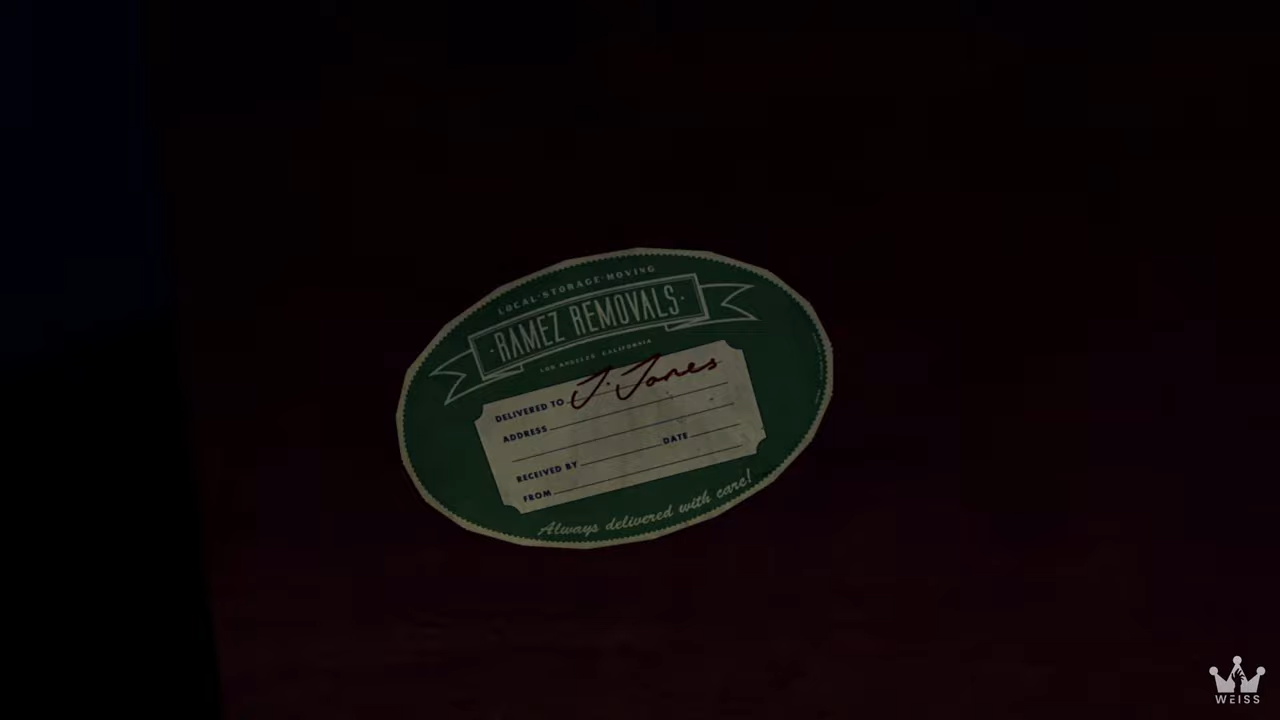 LOCAL·STORAGE·MOVING
·RAMEZ REMOVALS·
LOS ANGELES, CALIFORNIA
DELIVERED TO J. Jones
ADDRESS
RECEIVED BY DATE
FROM
Always delivered with care!
WEISS